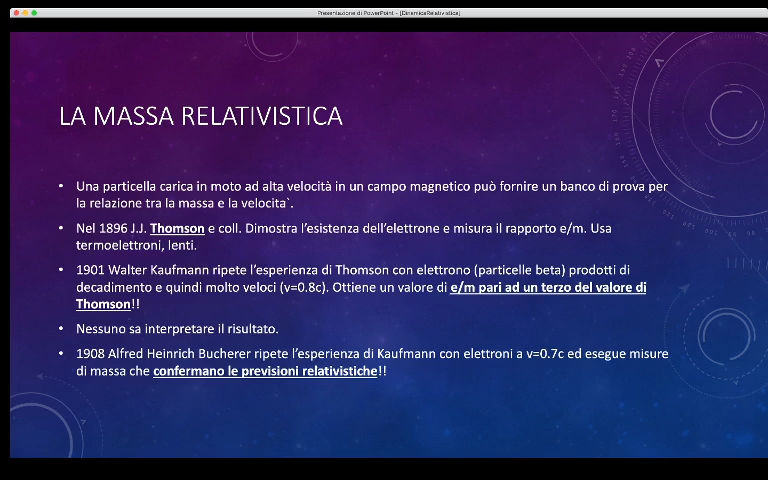 Presentazione di PowerPoint - [DinamicaRelativistica]
LA MASSA RELATIVISTICA
• Una particella carica in moto ad alta velocità in un campo magnetico può fornire un banco di prova per
la relazione tra la massa e la velocita`.
• Nel 1896 J.J. Thomson e coll. Dimostra l'esistenza dell'elettrone e misura il rapporto e/m. Usa
termoelettroni, lenti.
• 1901 Walter Kaufmann ripete l'esperienza di Thomson con elettrono (particelle beta) prodotti di
decadimento e quindi molto veloci (v=0.8c). Ottiene un valore di e/m pari ad un terzo del valore di
Thomson!!
• Nessuno sa interpretare il risultato.
• 1908 Alfred Heinrich Bucherer ripete l'esperienza di Kaufmann con elettroni a v=0.7c ed esegue misure
di massa che confermano le previsioni relativistiche!!